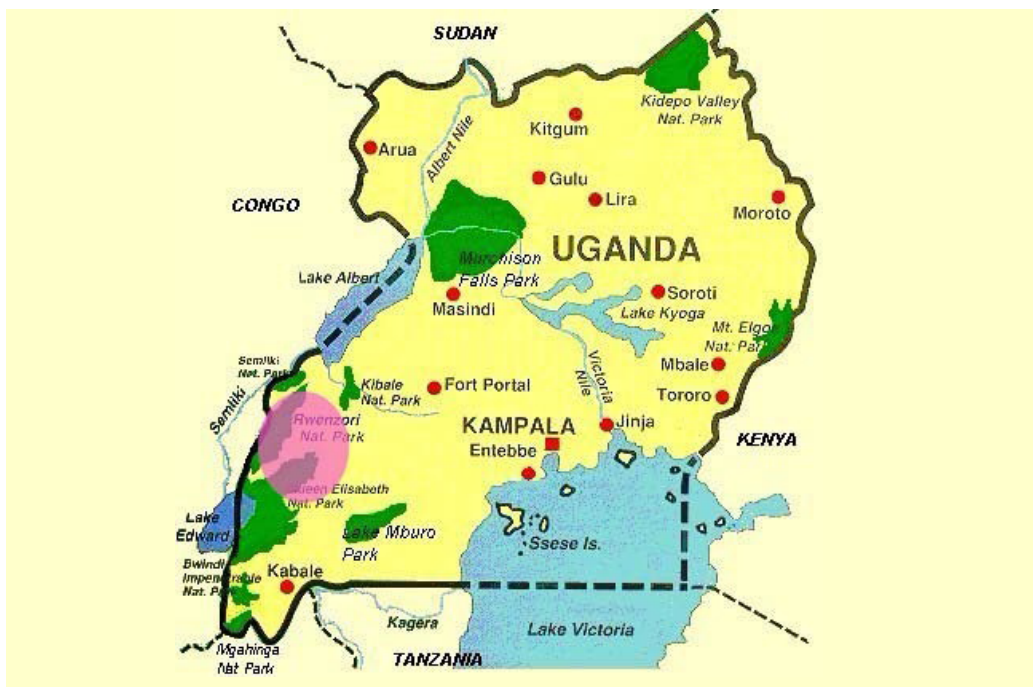 SUDAN
Kidepo Valley
Nat. Park
Kitgum
Albert Nile
Arua
Gulu
Lira
CONGO
Moroto
UGANDA
Murchison
Falls Park
Lake Albert
Masindi
Soroti
Lake Kyoga
Mt. Elgon
Nat. Park
Semliki
Nat. Park
Mbale
Kibale
Nat. Park
Fort Portal
Victoria
Nile
Tororo
Semliki
Rwenzori
Nat. Park
KAMPALA
Jinja
Entebbe
KENYA
Queen Elisabeth
Nat. Park
Lake
Edward
Lake Mburo
Park
Ssese Is.
Bwindi
Impenetrable
Nat. Park
Kabale
Kagera
Lake Victoria
Mgahinga
Nat Park
TANZANIA